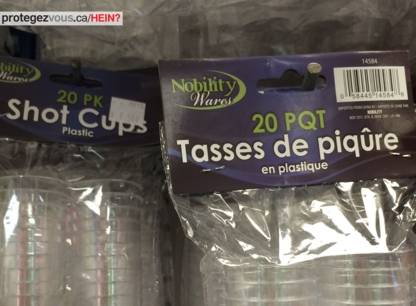 protegezvous.ca/HEIN?
Nobility
Wares
20 PK
Shot Cups
Plastic
Nobility
Wares
14584
20 PQT
Tasses de piqûre
en plastique